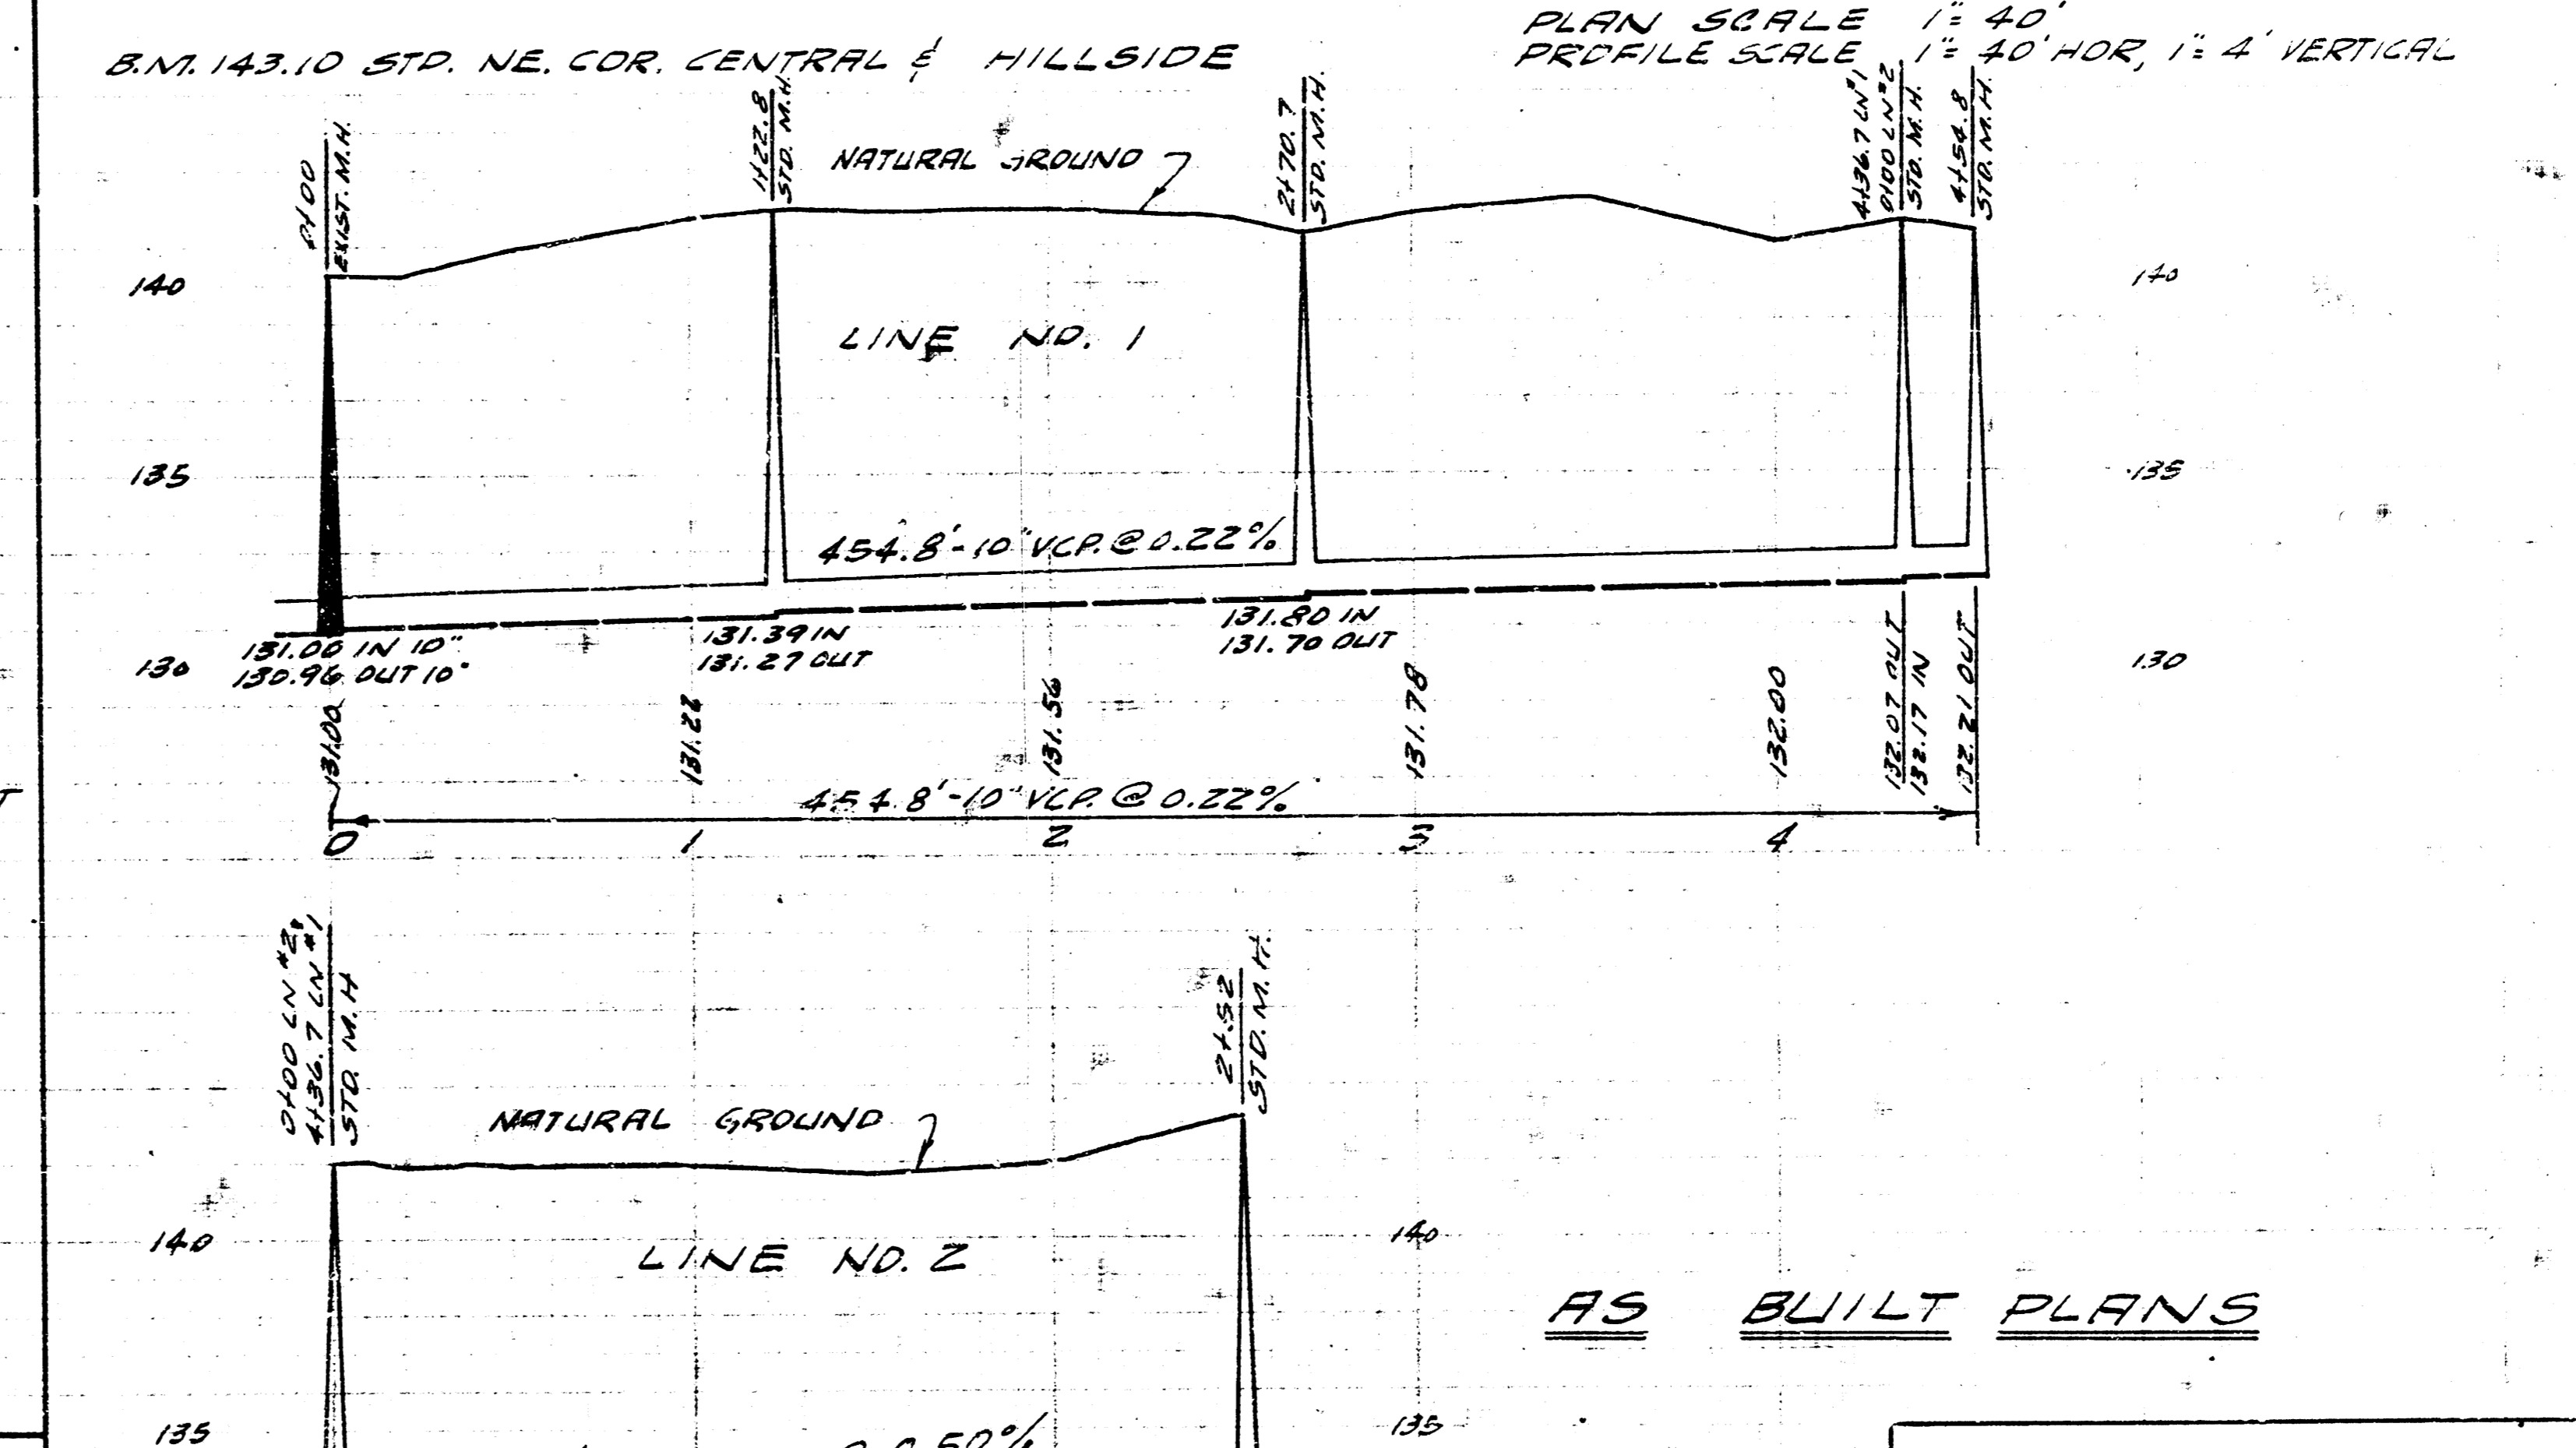 PLAN SCALE 1"= 40'
B.M. 143.10 STD. NE. COR. CENTRAL & HILLSIDE
PROFILE SCALE 1"= 40' HOR, 1"= 4' VERTICAL
0+00
EXIST. M.H.
1+22.8
STD. M.H.
NATURAL GROUND
2+70.7
STD. M.H.
4+36.7 LN #1
0+00 LN #2
STD. M.H.
4+54.8
STD. M.H.
140
140
LINE NO. 1
135
135
454.8'-10" VCP. @ 0.22%
131.00 IN 10"
130.96 OUT 10"
131.39 IN
131.27 OUT
131.80 IN
131.70 OUT
130
130
131.00
131.22
131.56
131.78
132.00
132.07 OUT
132.17 IN
132.21 OUT
454.8'-10" VCP. @ 0.22%
0 1 2 3 4
0+00 LN #2
4+36.7 LN #1
STD. M.H
2+52
STD. M.H.
NATURAL GROUND
140
140
LINE NO. 2
AS BUILT PLANS
135
135
0.50%